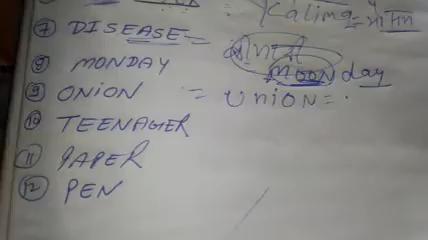 Kalima =
7 DISEASE =
8 MONDAY MOON day
9 ONION = UNION =
10 TEENAGER
11 PAPER
12 PEN